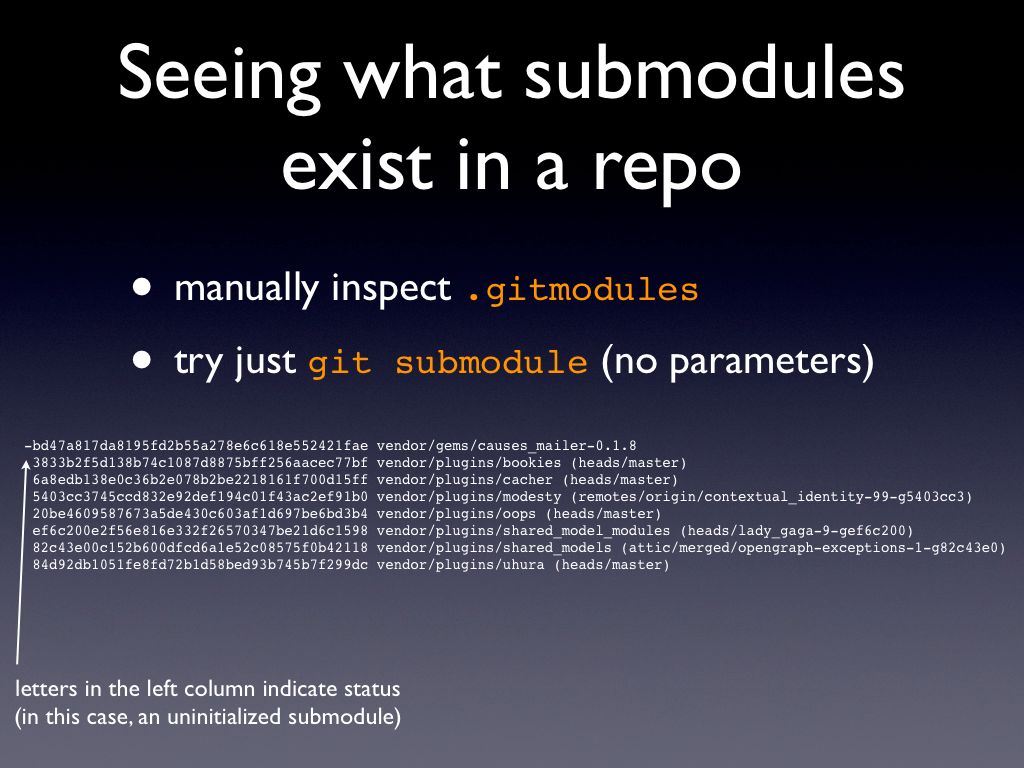 Seeing what submodules
exist in a repo
• manually inspect .gitmodules
• try just git submodule (no parameters)
-bd47a817da8195fd2b55a278e6c618e552421fae vendor/gems/causes_mailer-0.1.8
3833b2f5d138b74c1087d8875bff256aacec77bf vendor/plugins/bookies (heads/master)
6a8edb138e0c36b2e078b2be2218161f700d15ff vendor/plugins/cacher (heads/master)
5403cc3745ccd832e92def194c01f43ac2ef91b0 vendor/plugins/modesty (remotes/origin/contextual_identity-99-g5403cc3)
20be4609587673a5de430c603af1d697be6bd3b4 vendor/plugins/oops (heads/master)
ef6c200e2f56e816e332f26570347be21d6c1598 vendor/plugins/shared_model_modules (heads/lady_gaga-9-gef6c200)
82c43e00c152b600dfcd6a1e52c08575f0b42118 vendor/plugins/shared_models (attic/merged/opengraph-exceptions-1-g82c43e0)
84d92db1051fe8fd72b1d58bed93b745b7f299dc vendor/plugins/uhura (heads/master)
letters in the left column indicate status
(in this case, an uninitialized submodule)